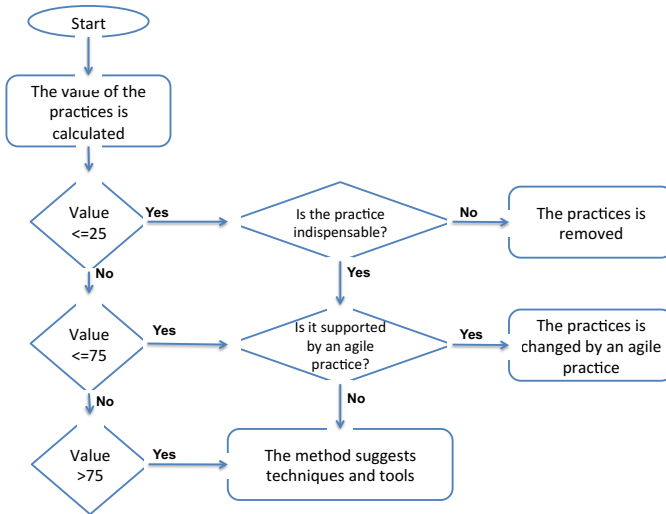 Start
The value of the
practices is
calculated
Value
<=25
Yes
Is the practice
indispensable?
No
The practices is
removed
No
Yes
Value
<=75
Yes
Is it supported
by an agile
practice?
Yes
The practices is
changed by an agile
practice
No
No
Value
>75
Yes
The method suggests
techniques and tools